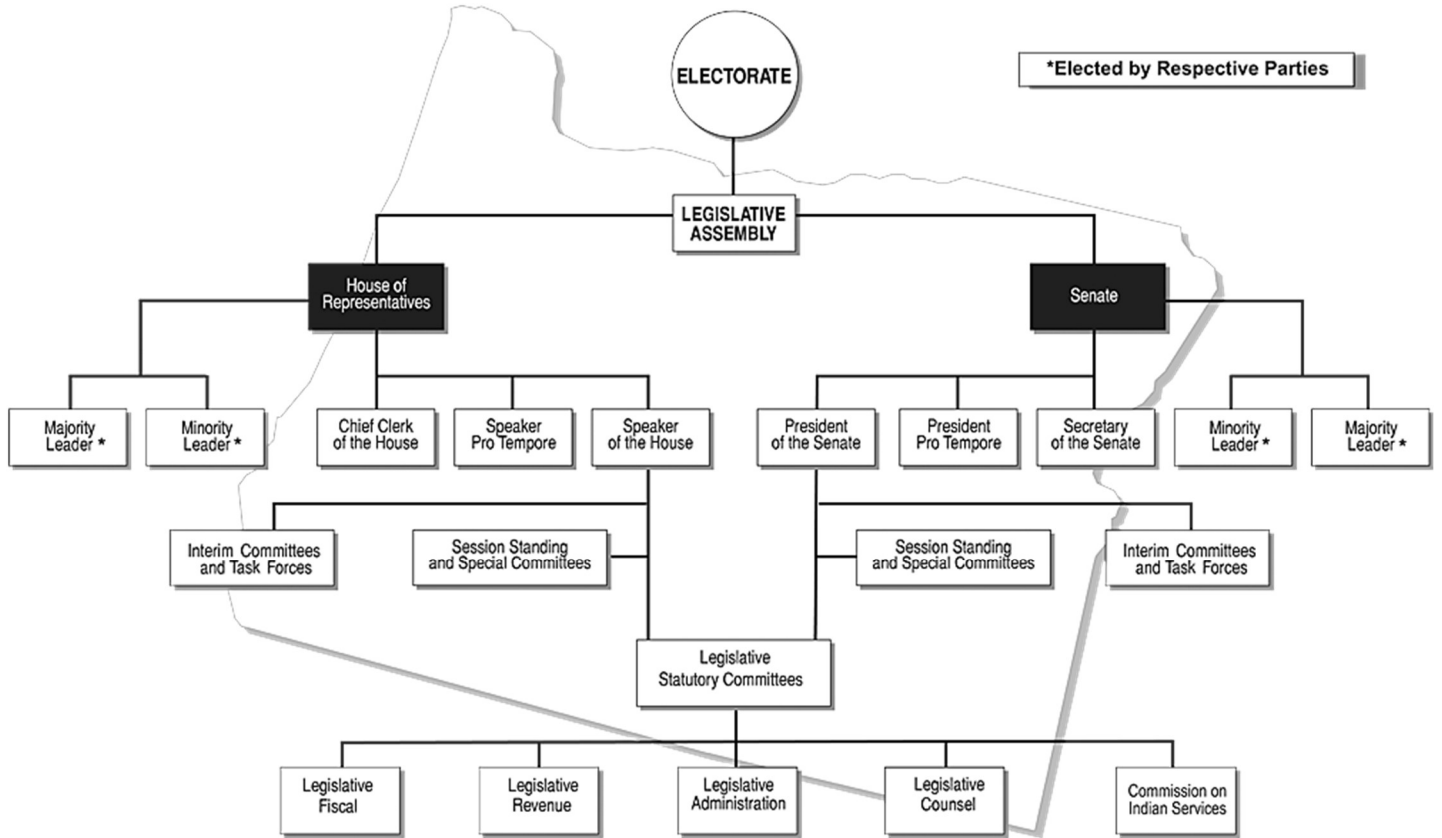 ELECTORATE
*Elected by Respective Parties
LEGISLATIVE
ASSEMBLY
House of
Representatives
Senate
Majority
Leader *
Minority
Leader *
Chief Clerk
of the House
Speaker
Pro Tempore
Speaker
of the House
President
of the Senate
President
Pro Tempore
Secretary
of the Senate
Minority
Leader *
Majority
Leader *
Interim Committees
and Task Forces
Session Standing
and Special Committees
Session Standing
and Special Committees
Interim Committees
and Task Forces
Legislative
Statutory Committees
Legislative
Fiscal
Legislative
Revenue
Legislative
Administration
Legislative
Counsel
Commission on
Indian Services